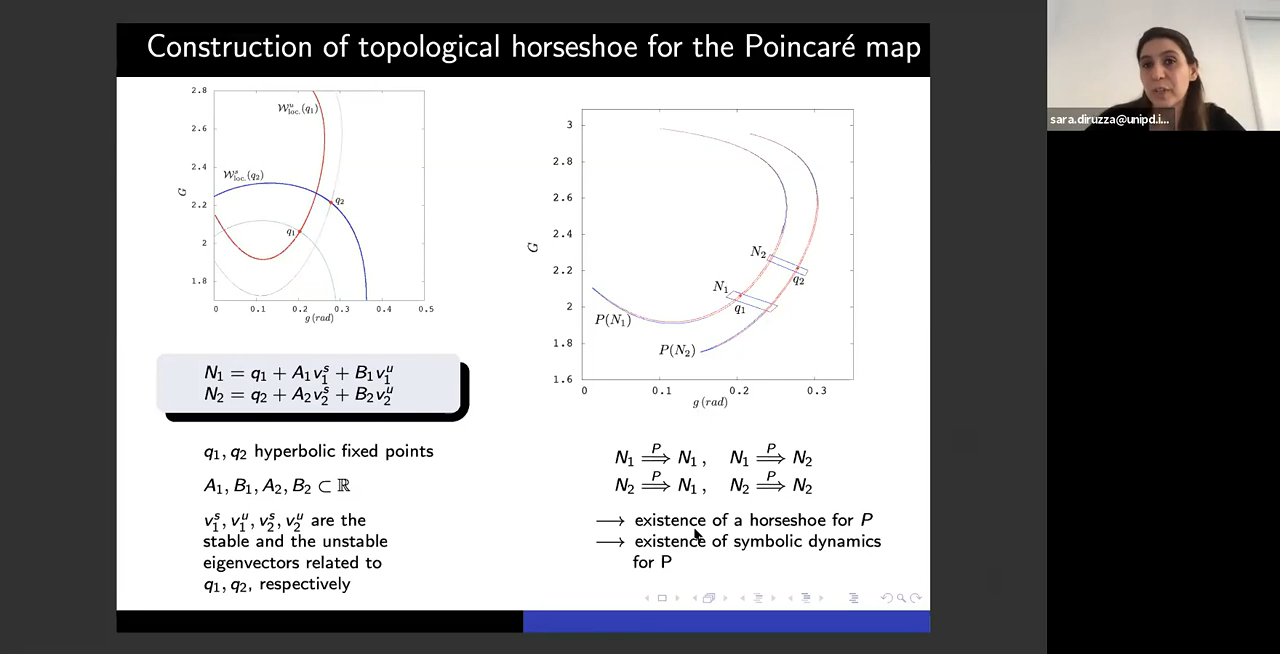 Construction of topological horseshoe for the Poincaré map
2.8
2.6
2.4
2.2
2
1.8
G
0 0.1 0.2 0.3 0.4 0.5
g (rad)
𝒲ᵘloc.(q₁)
𝒲ˢloc.(q₂)
q₂
q₁
N₁ = q₁ + A₁v₁ˢ + B₁v₁ᵘ
N₂ = q₂ + A₂v₂ˢ + B₂v₂ᵘ
q₁, q₂ hyperbolic fixed points
A₁, B₁, A₂, B₂ ⊂ ℝ
v₁ˢ, v₁ᵘ, v₂ˢ, v₂ᵘ are the
stable and the unstable
eigenvectors related to
q₁, q₂, respectively
3
2.8
2.6
2.4
2.2
2
1.8
1.6
G
0 0.1 0.2 0.3
g (rad)
N₂
q₂
N₁
q₁
P(N₁)
P(N₂)
N₁ ⟹ᴾ N₁ , N₁ ⟹ᴾ N₂
N₂ ⟹ᴾ N₁ , N₂ ⟹ᴾ N₂
⟶ existence of a horseshoe for P
⟶ existence of symbolic dynamics
for P
sara.diruzza@unipd.i...